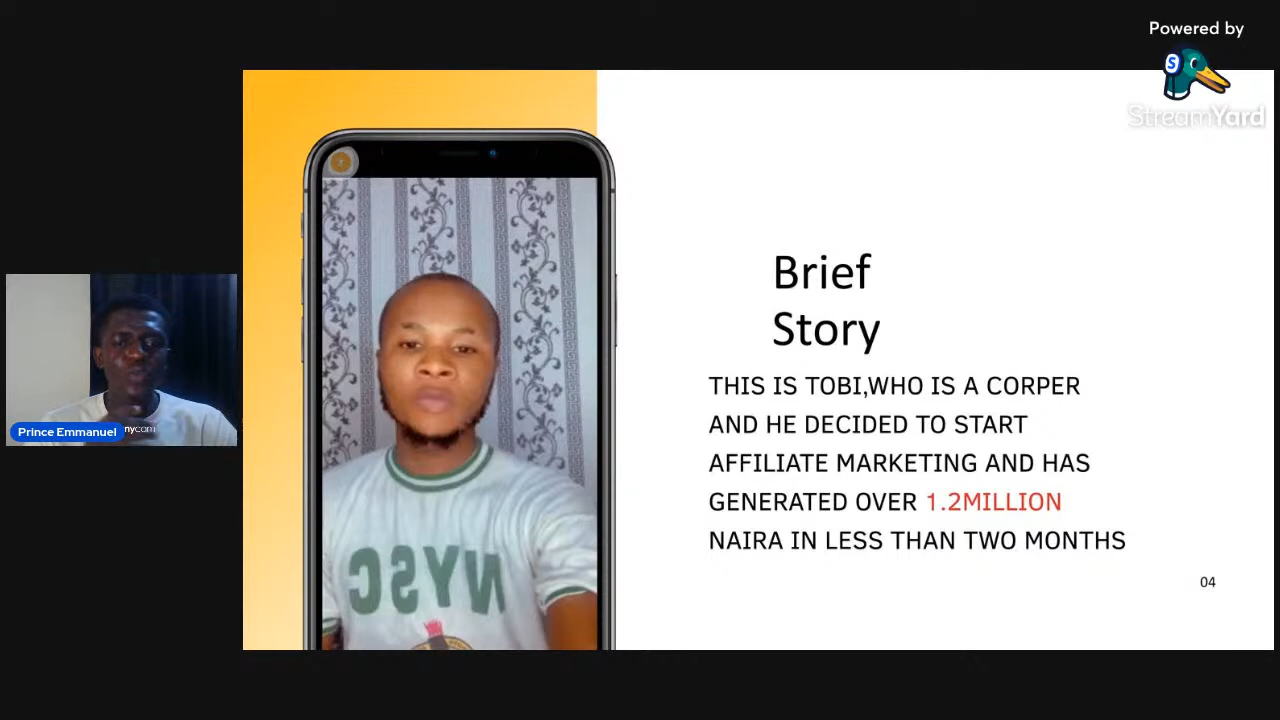 Powered by
StreamYard
Brief
Story
THIS IS TOBI,WHO IS A CORPER
AND HE DECIDED TO START
AFFILIATE MARKETING AND HAS
GENERATED OVER 1.2MILLION
NAIRA IN LESS THAN TWO MONTHS
04
NYSC
Prince Emmanuel